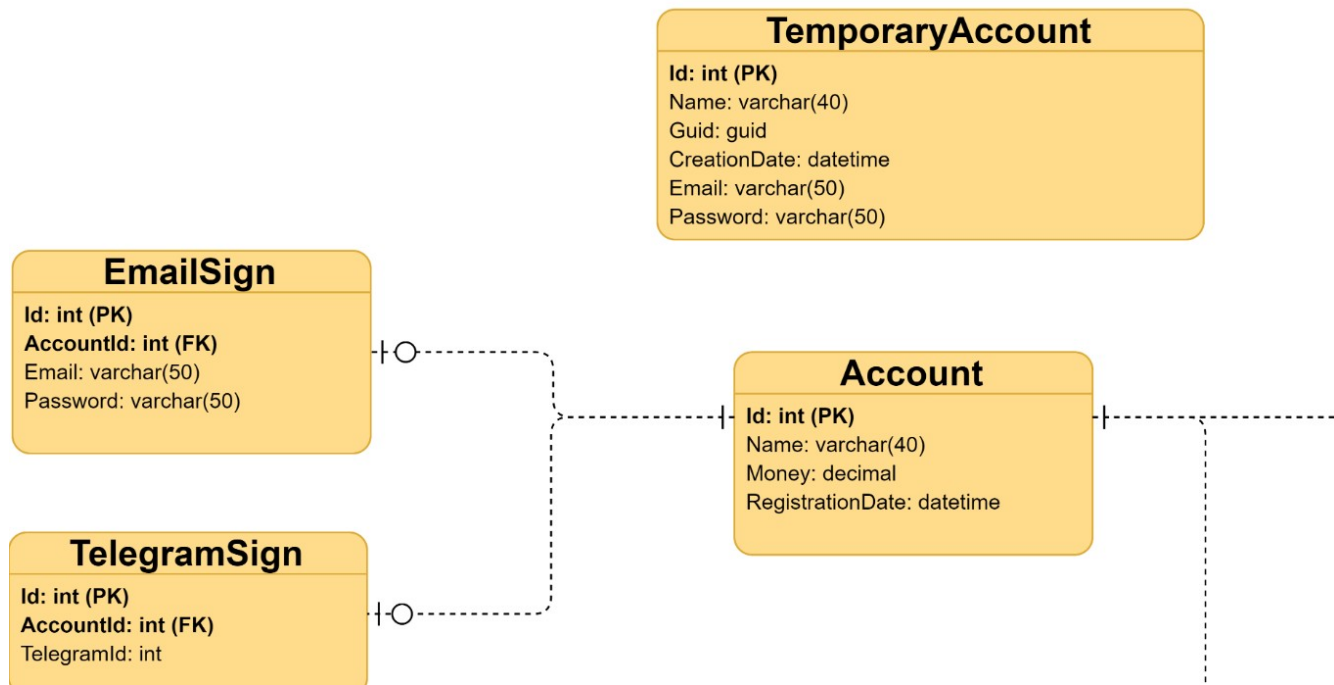 TemporaryAccount
Id: int (PK)
Name: varchar(40)
Guid: guid
CreationDate: datetime
Email: varchar(50)
Password: varchar(50)
EmailSign
Id: int (PK)
AccountId: int (FK)
Email: varchar(50)
Password: varchar(50)
Account
Id: int (PK)
Name: varchar(40)
Money: decimal
RegistrationDate: datetime
TelegramSign
Id: int (PK)
AccountId: int (FK)
TelegramId: int